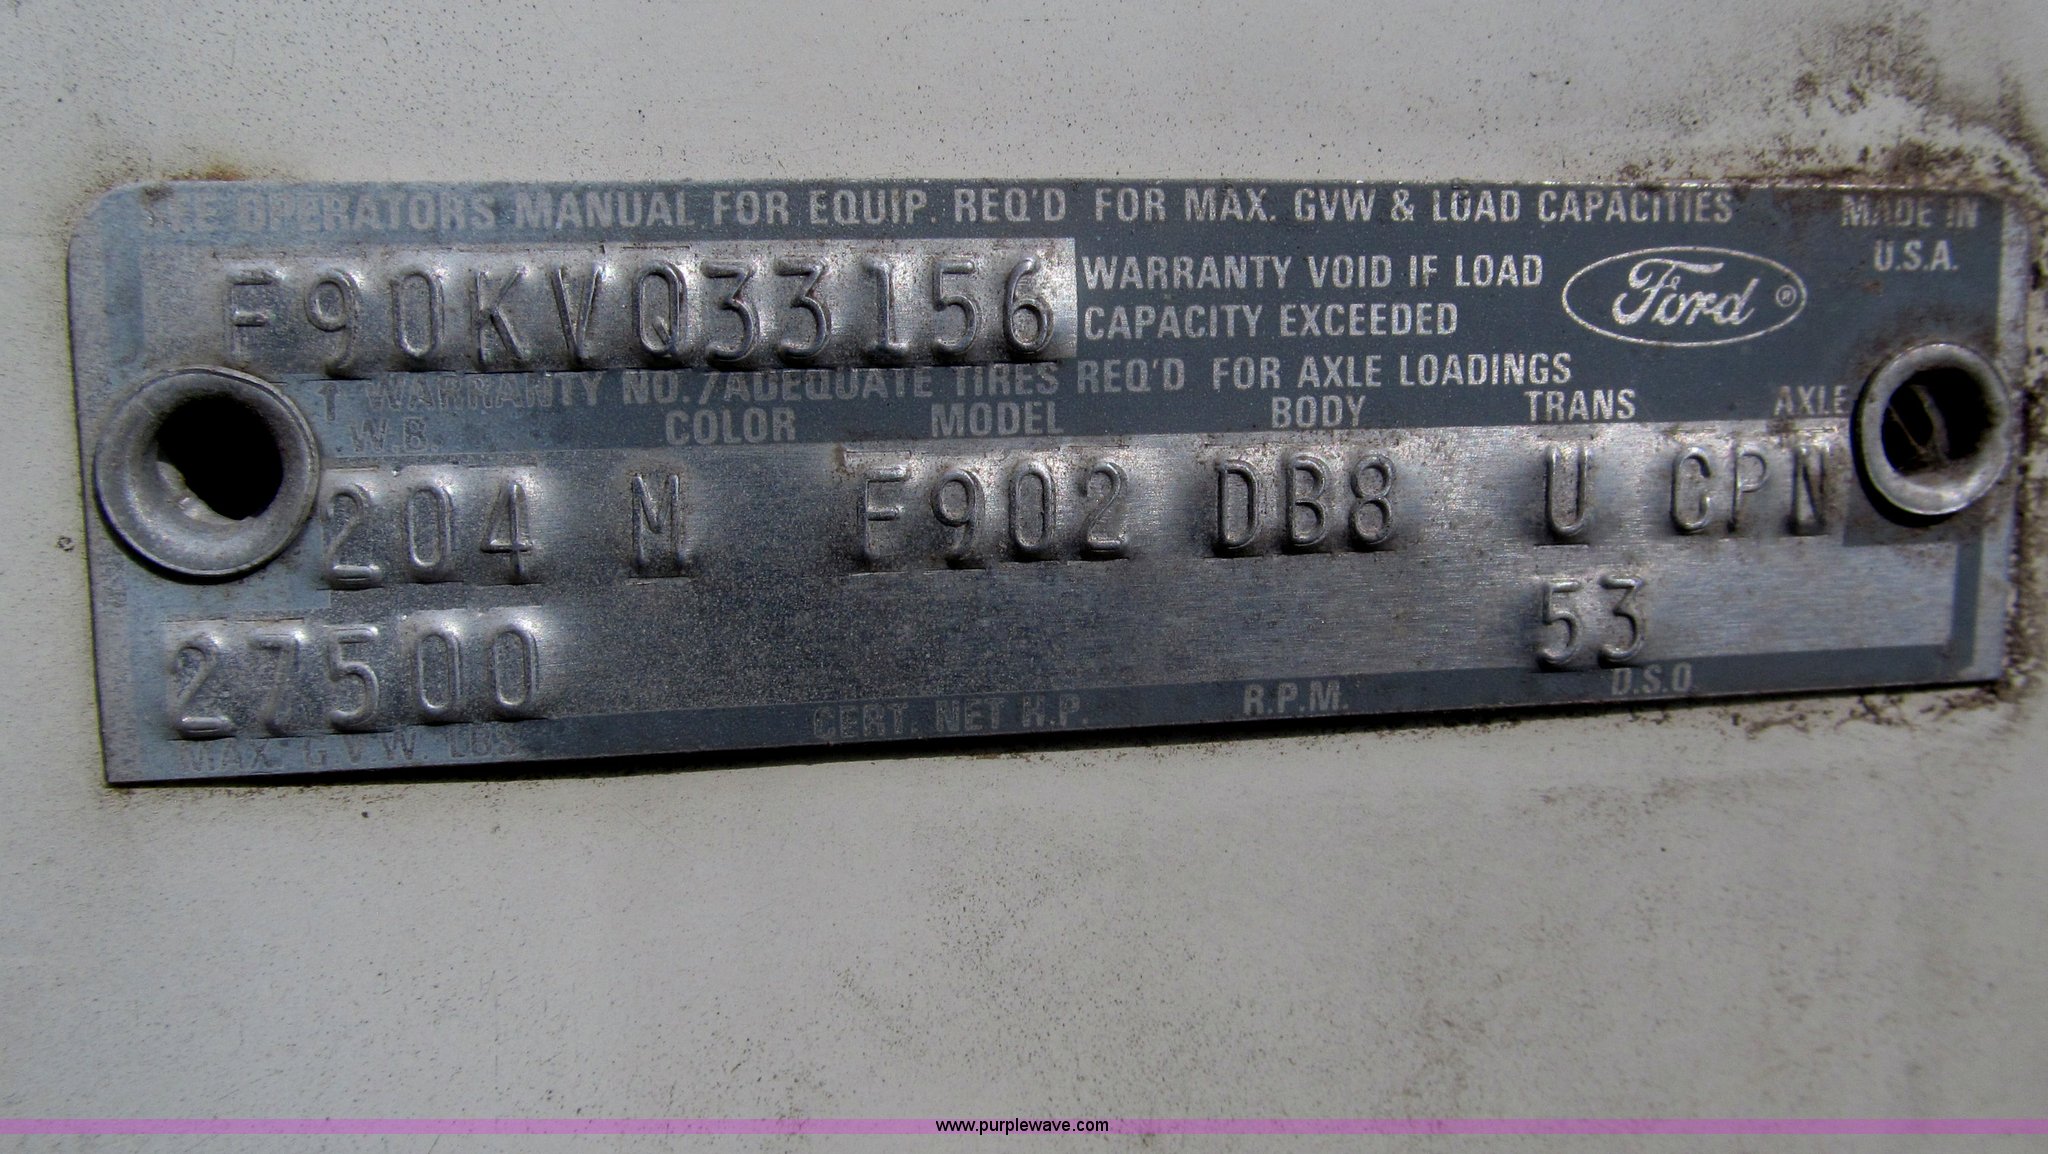 OPERATORS MANUAL FOR EQUIP. REQ'D FOR MAX. GVW & LOAD CAPACITIES
MADE IN
U.S.A.
F90KVQ33156
WARRANTY VOID IF LOAD
CAPACITY EXCEEDED
Ford ®
WARRANTY NO./ADEQUATE TIRES REQ'D FOR AXLE LOADINGS
W.B. COLOR MODEL BODY TRANS AXLE
204 M F902 DB8 U CPN
27500 53
MAX. G V W. LBS CERT. NET H.P. R.P.M. D.S.O
www.purplewave.com